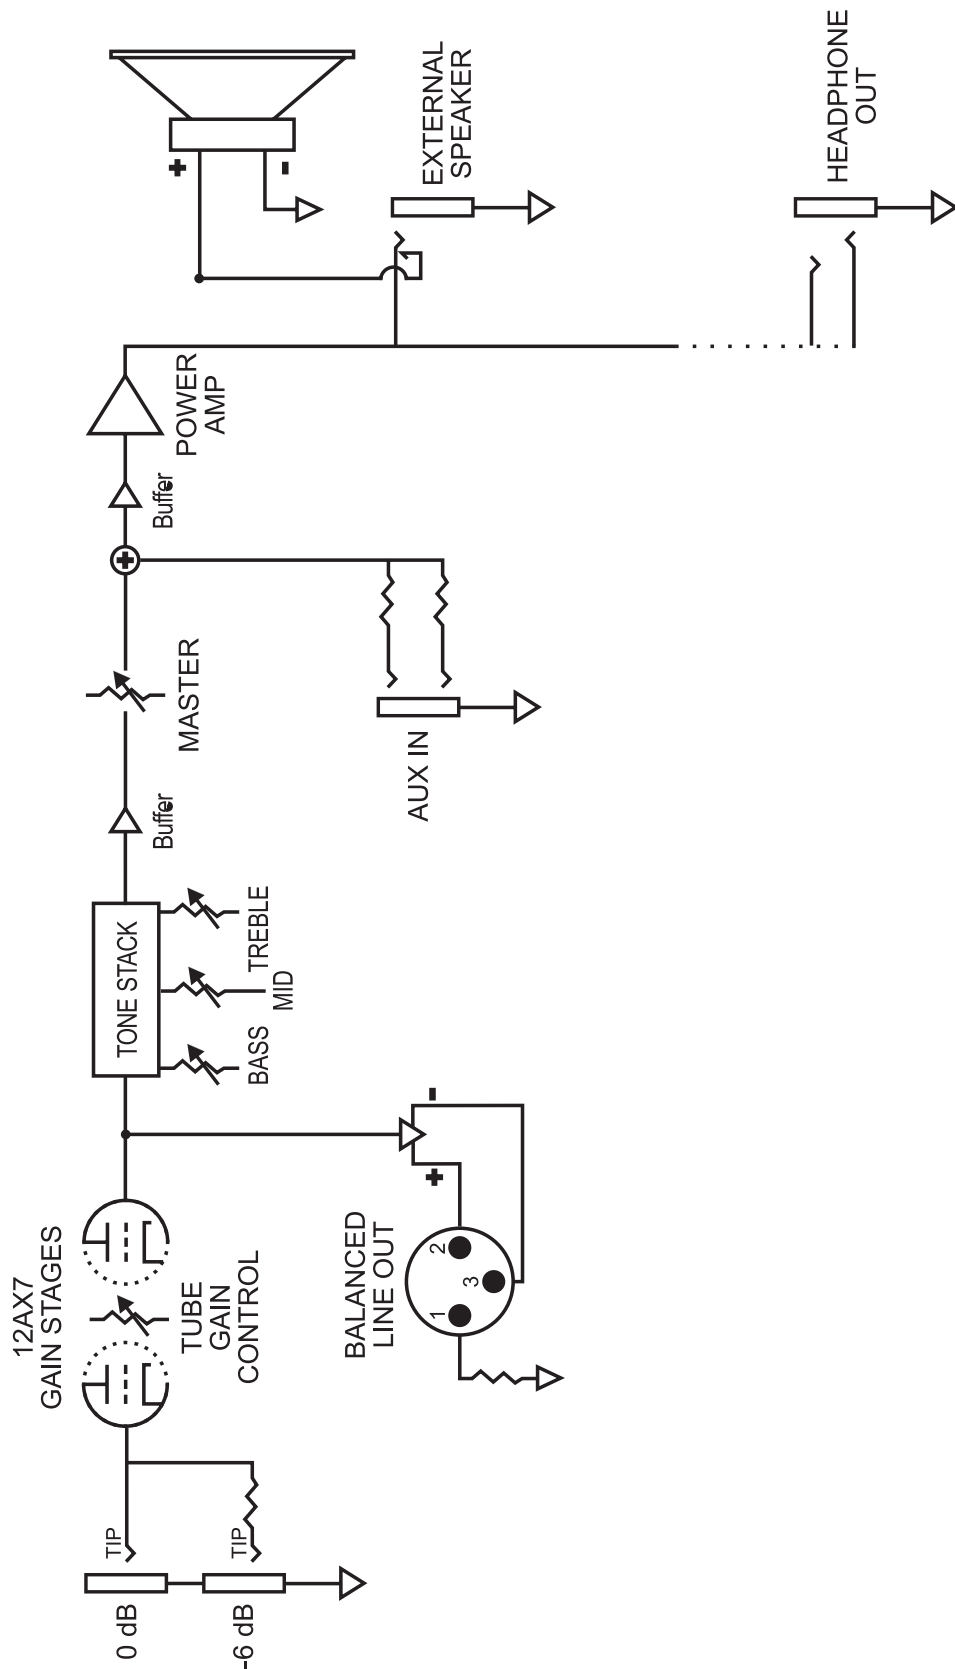 0 dB
-6 dB
TIP
TIP
12AX7
GAIN STAGES
TUBE
GAIN
CONTROL
BALANCED
LINE OUT
1
2
3
+
-
TONE STACK
BASS
MID
TREBLE
Buffer
MASTER
AUX IN
+
Buffer
POWER
AMP
+
-
EXTERNAL
SPEAKER
HEADPHONE
OUT